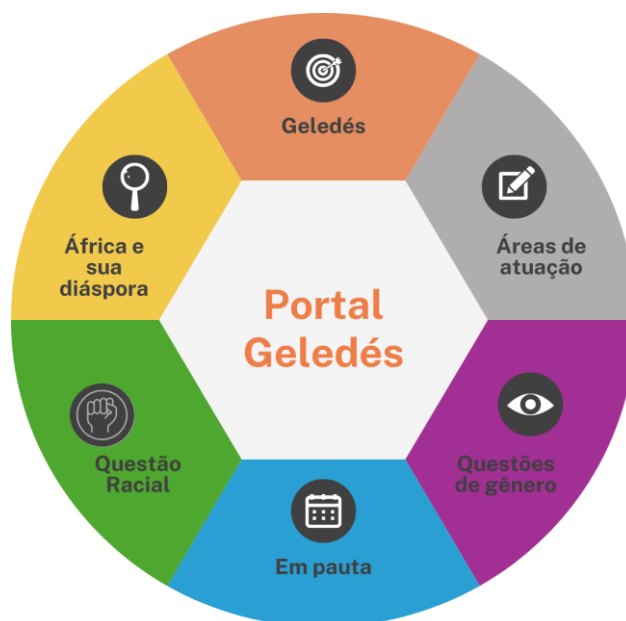 Geledés
Áreas de
atuação
Questões
de gênero
Em pauta
Questão
Racial
África e
sua
diáspora
Portal
Geledés